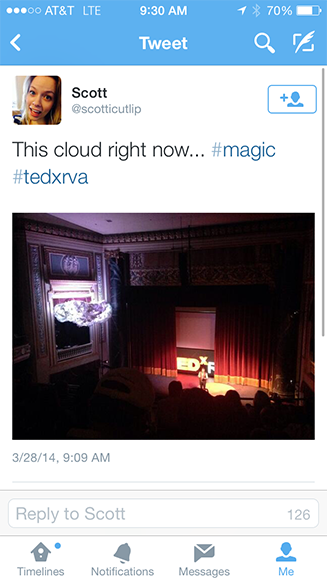 AT&T LTE 9:30 AM 70%
Tweet
Scott
@scotticutlip
This cloud right now... #magic
#tedxrva
3/28/14, 9:09 AM
Reply to Scott 126
Timelines Notifications Messages Me